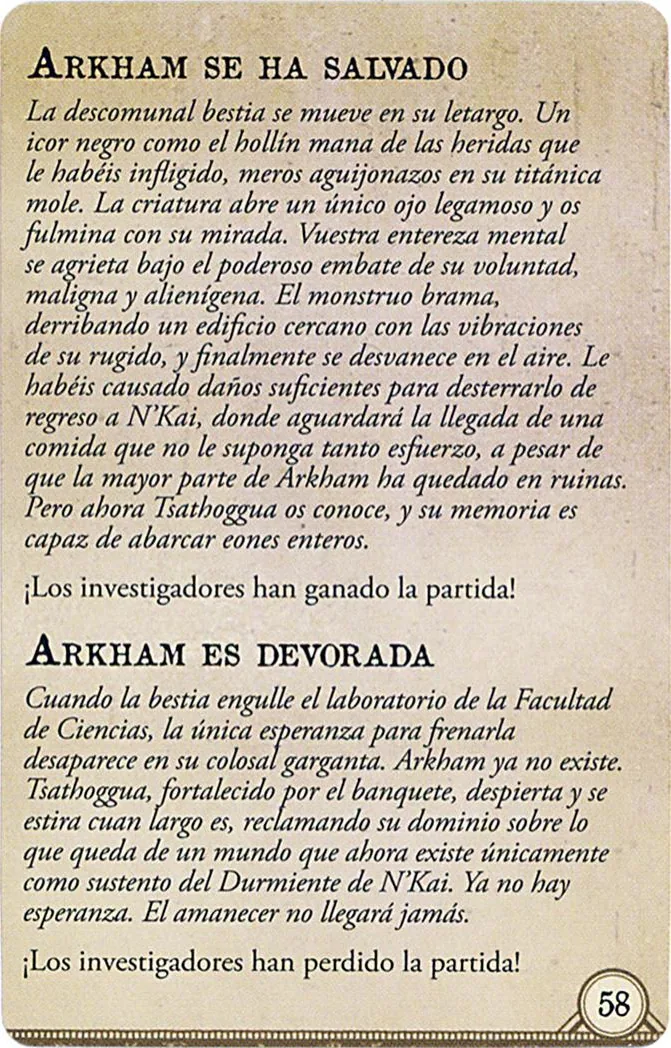 Arkham se ha salvado
La descomunal bestia se mueve en su letargo. Un
icor negro como el hollín mana de las heridas que
le habéis infligido, meros aguijonazos en su titánica
mole. La criatura abre un único ojo legamoso y os
fulmina con su mirada. Vuestra entereza mental
se agrieta bajo el poderoso embate de su voluntad,
maligna y alienígena. El monstruo brama,
derribando un edificio cercano con las vibraciones
de su rugido, y finalmente se desvanece en el aire. Le
habéis causado daños suficientes para desterrarlo de
regreso a N'Kai, donde aguardará la llegada de una
comida que no le suponga tanto esfuerzo, a pesar de
que la mayor parte de Arkham ha quedado en ruinas.
Pero ahora Tsathoggua os conoce, y su memoria es
capaz de abarcar eones enteros.
¡Los investigadores han ganado la partida!
Arkham es devorada
Cuando la bestia engulle el laboratorio de la Facultad
de Ciencias, la única esperanza para frenarla
desaparece en su colosal garganta. Arkham ya no existe.
Tsathoggua, fortalecido por el banquete, despierta y se
estira cuan largo es, reclamando su dominio sobre lo
que queda de un mundo que ahora existe únicamente
como sustento del Durmiente de N'Kai. Ya no hay
esperanza. El amanecer no llegará jamás.
¡Los investigadores han perdido la partida!
58